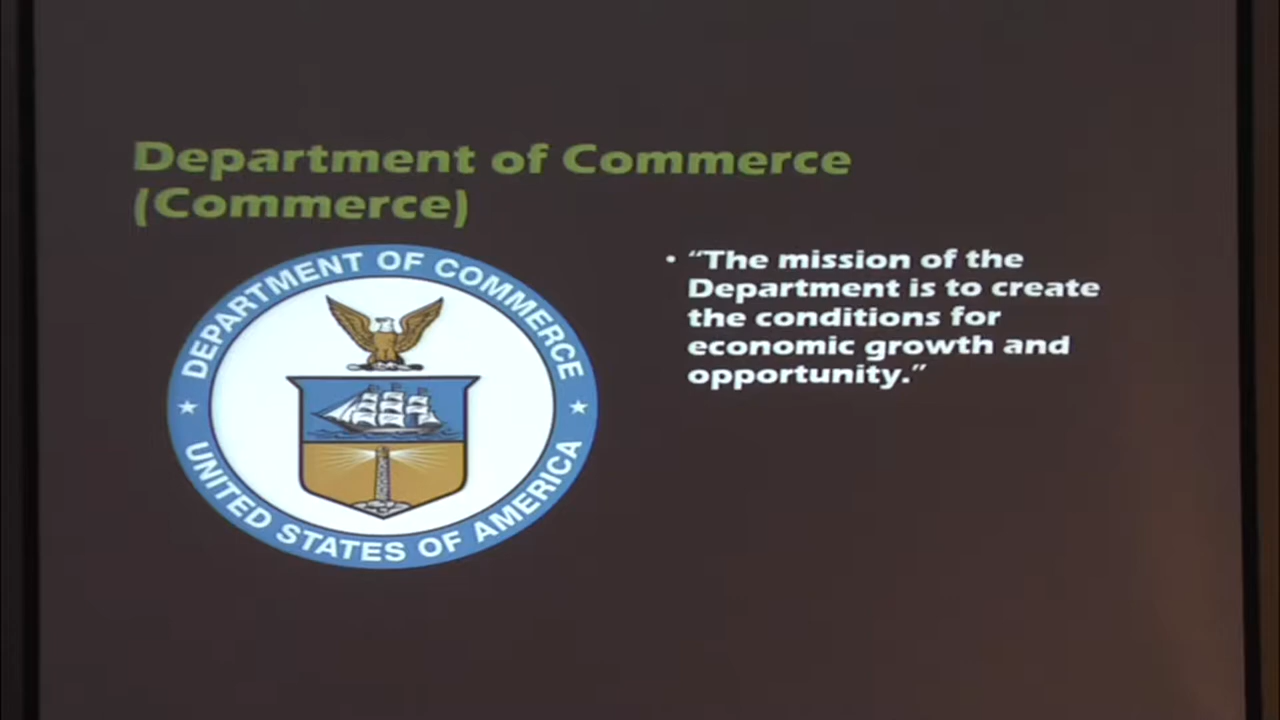 Department of Commerce
(Commerce)
DEPARTMENT OF COMMERCE
UNITED STATES OF AMERICA
• “The mission of the
Department is to create
the conditions for
economic growth and
opportunity.”